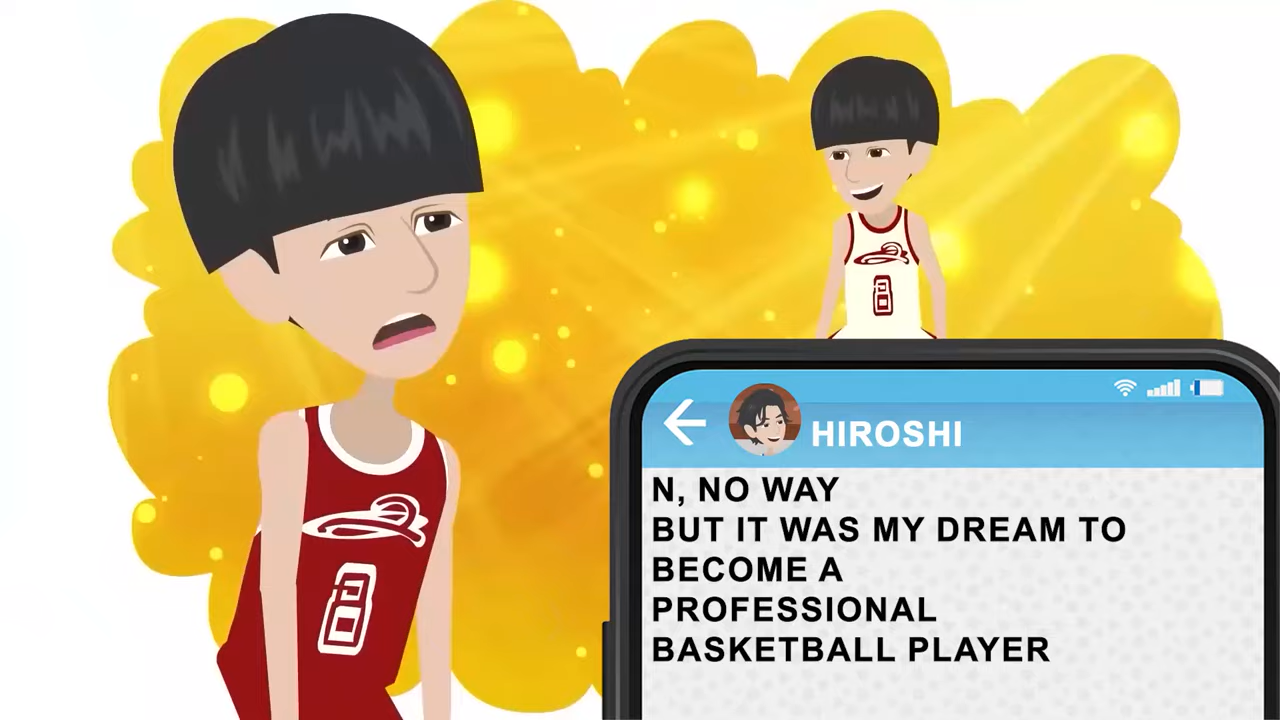 HIROSHI
N, NO WAY
BUT IT WAS MY DREAM TO
BECOME A
PROFESSIONAL
BASKETBALL PLAYER